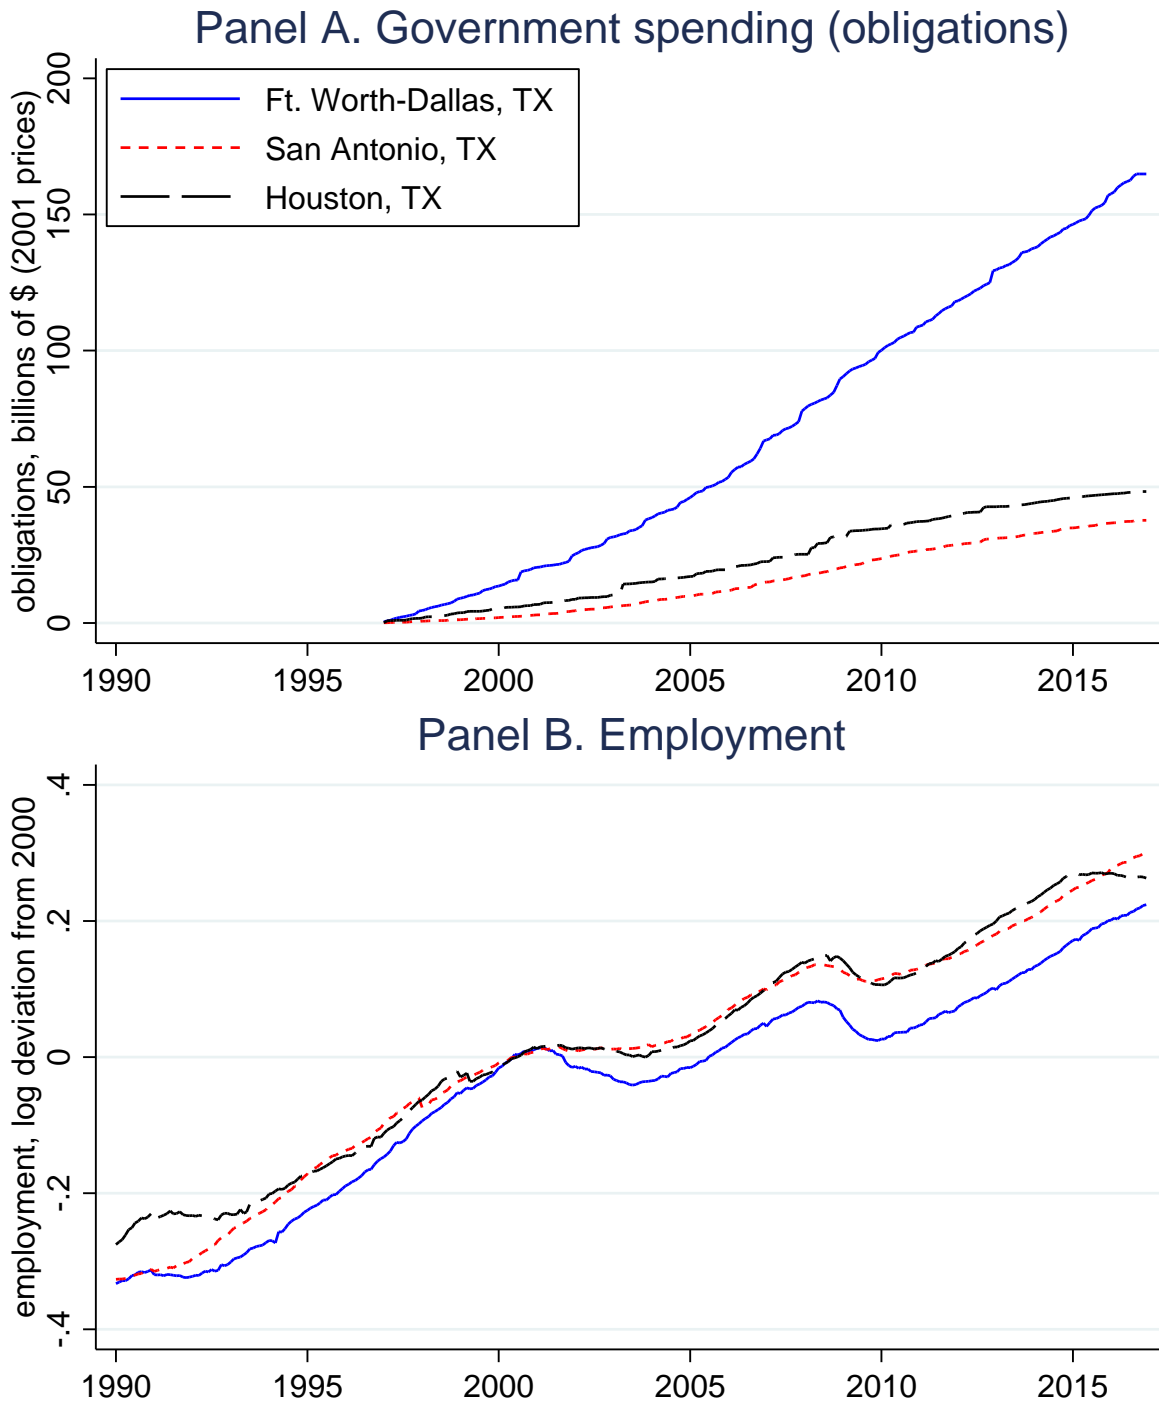 Panel A. Government spending (obligations)
obligations, billions of $ (2001 prices)
200
150
100
50
0
Ft. Worth-Dallas, TX
San Antonio, TX
Houston, TX
1990 1995 2000 2005 2010 2015
Panel B. Employment
employment, log deviation from 2000
.4
.2
0
-.2
-.4
1990 1995 2000 2005 2010 2015